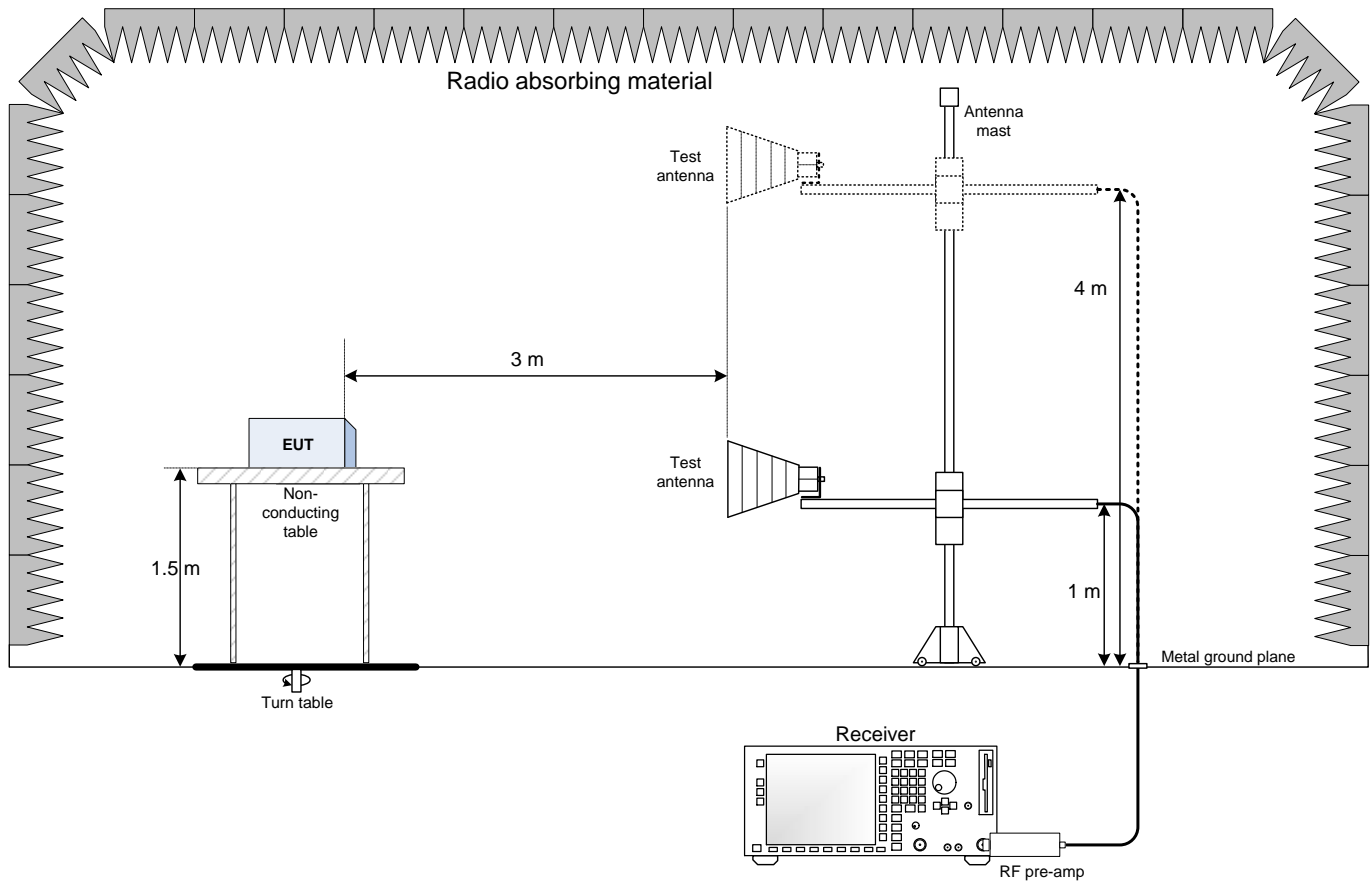 Radio absorbing material
Antenna
mast
Test
antenna
4 m
3 m
EUT
Test
antenna
Non-
conducting
table
1.5 m
1 m
Metal ground plane
Turn table
Receiver
RF pre-amp